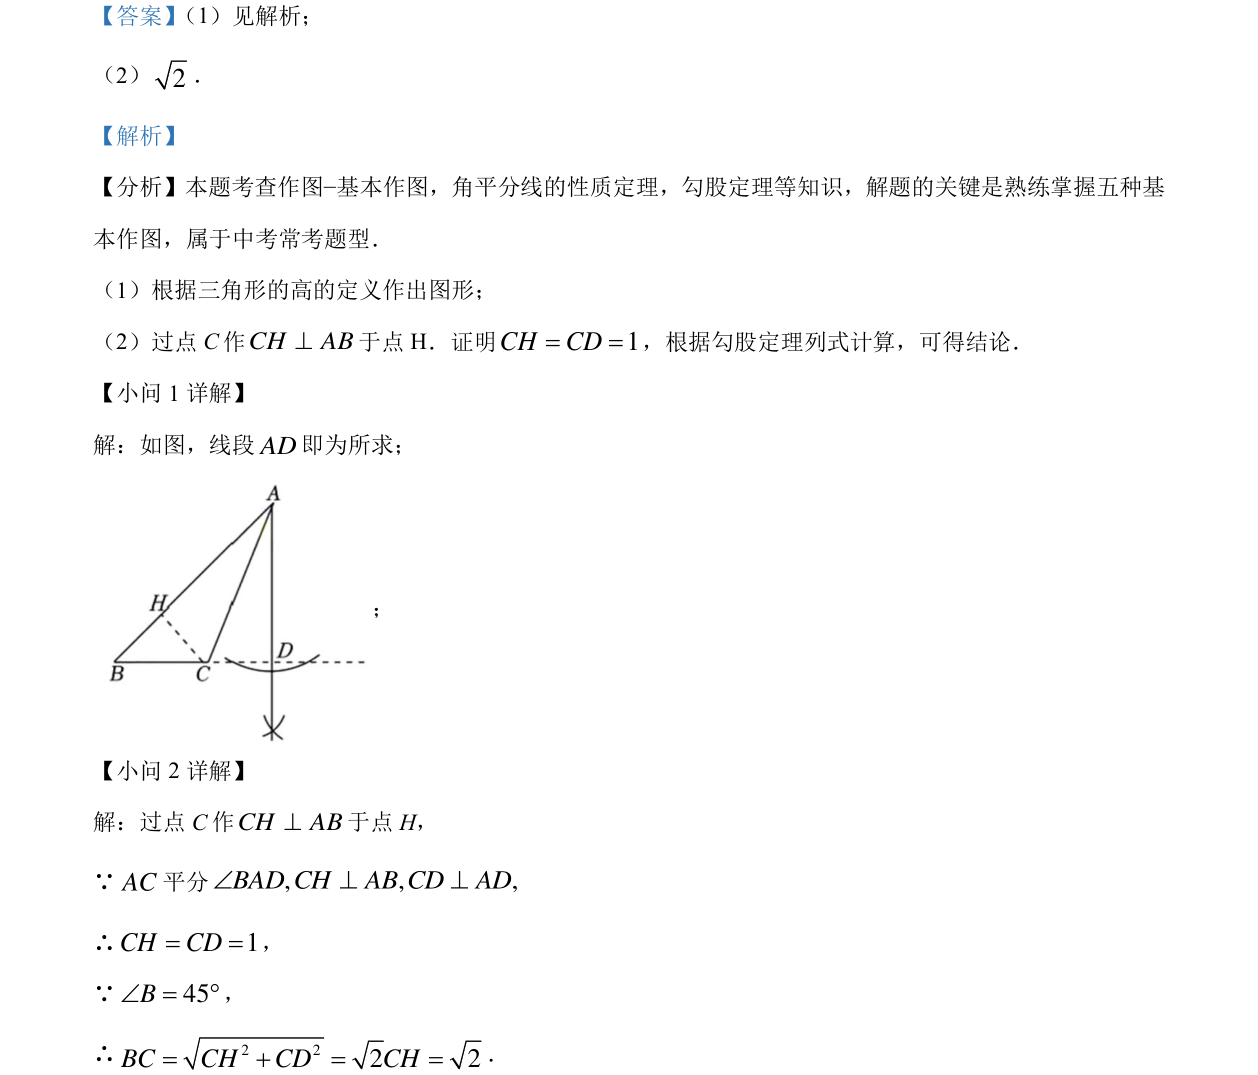 【答案】（1）见解析；
（2）√2．
【解析】
【分析】本题考查作图–基本作图，角平分线的性质定理，勾股定理等知识，解题的关键是熟练掌握五种基
本作图，属于中考常考题型．
（1）根据三角形的高的定义作出图形；
（2）过点 C 作 CH ⊥ AB 于点 H．证明 CH = CD = 1，根据勾股定理列式计算，可得结论．
【小问 1 详解】
解：如图，线段 AD 即为所求；
A
H
；
D
B
C
【小问 2 详解】
解：过点 C 作 CH ⊥ AB 于点 H，
∵ AC 平分 ∠BAD, CH ⊥ AB, CD ⊥ AD,
∴ CH = CD = 1，
∵ ∠B = 45°，
∴ BC = √(CH² + CD²) = √2CH = √2．